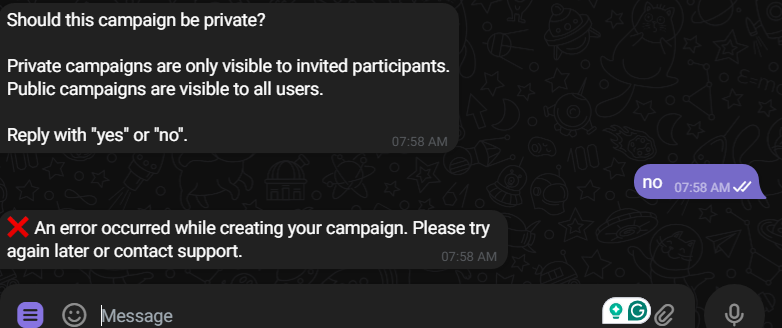 Should this campaign be private?
Private campaigns are only visible to invited participants.
Public campaigns are visible to all users.
Reply with "yes" or "no".
07:58 AM
no 07:58 AM
❌ An error occurred while creating your campaign. Please try
again later or contact support.
07:58 AM
Message